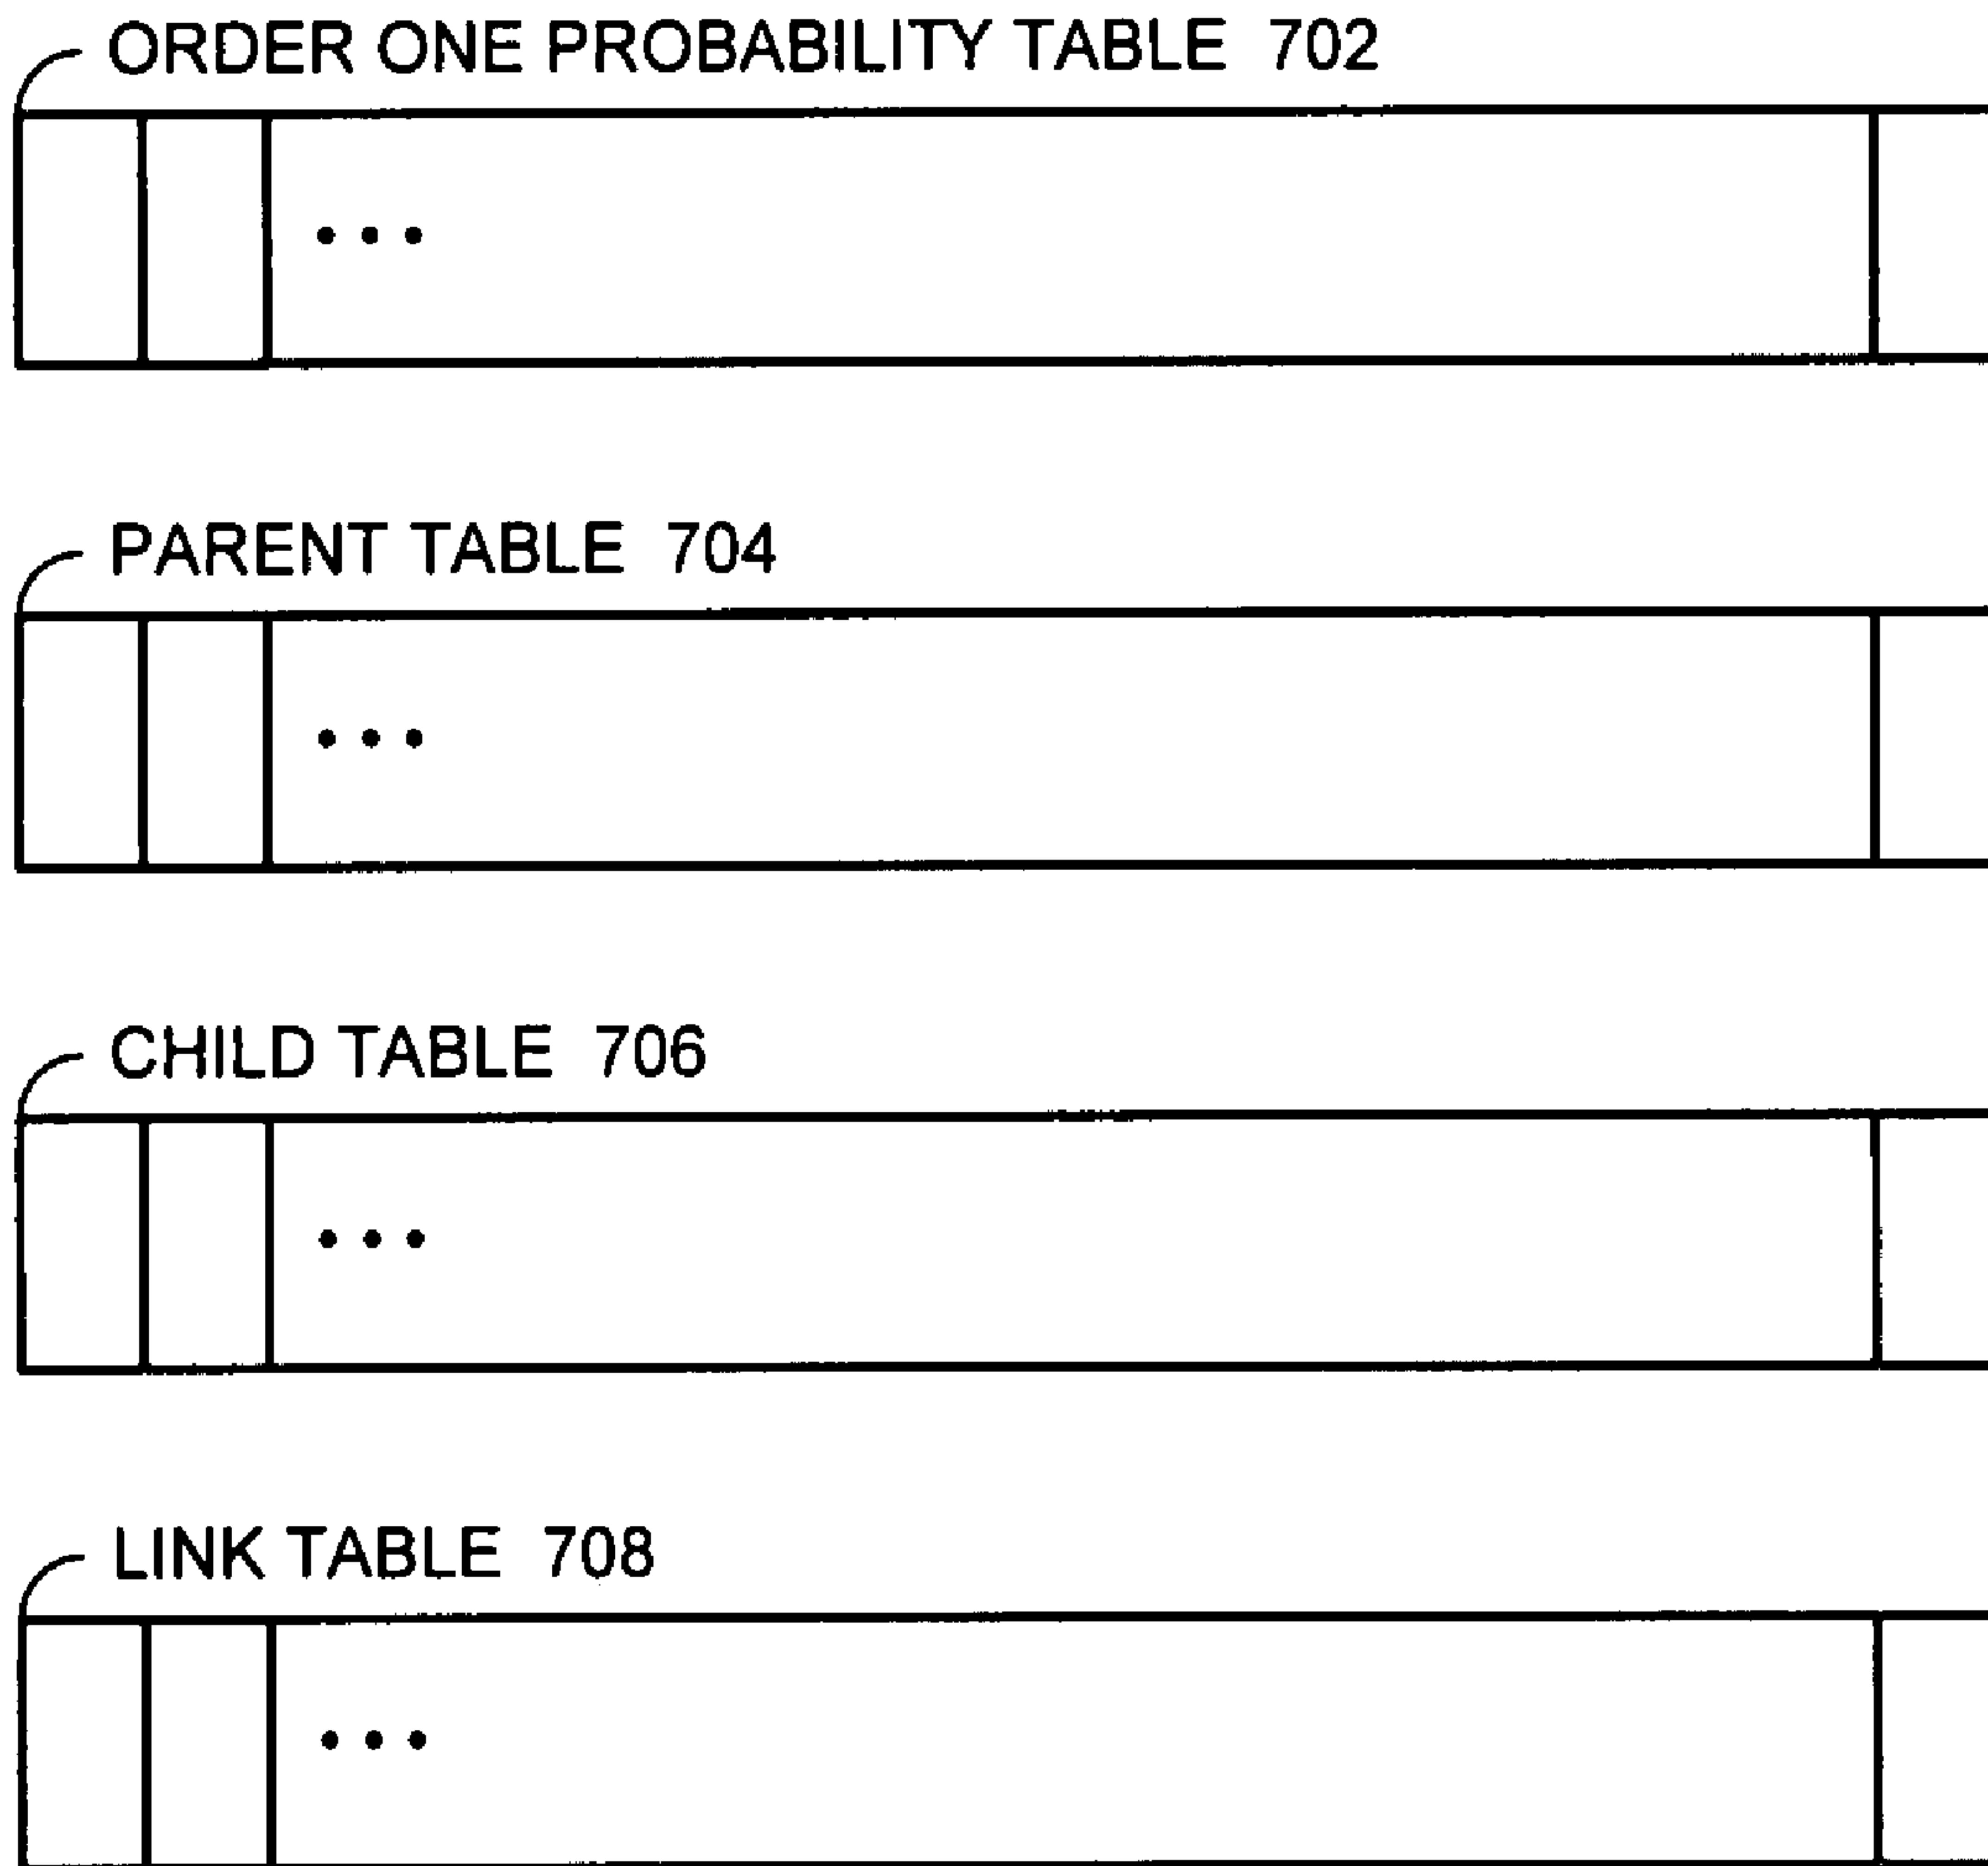 ORDER ONE PROBABILITY TABLE 702
...
PARENT TABLE 704
...
CHILD TABLE 706
...
LINK TABLE 708
...